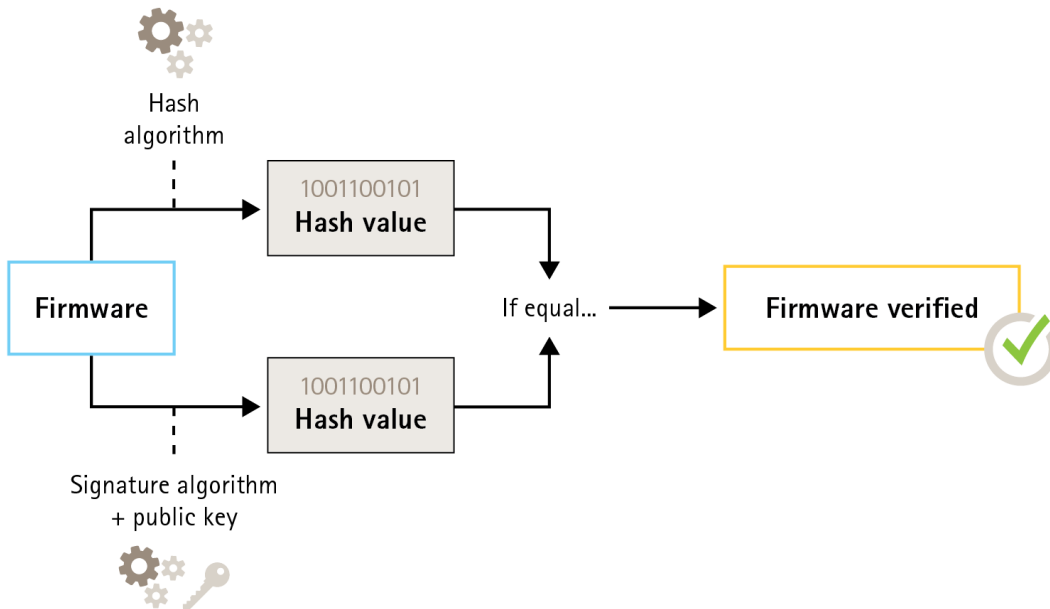 Hash
algorithm
1001100101
Hash value
Firmware
If equal...
Firmware verified
1001100101
Hash value
Signature algorithm
+ public key